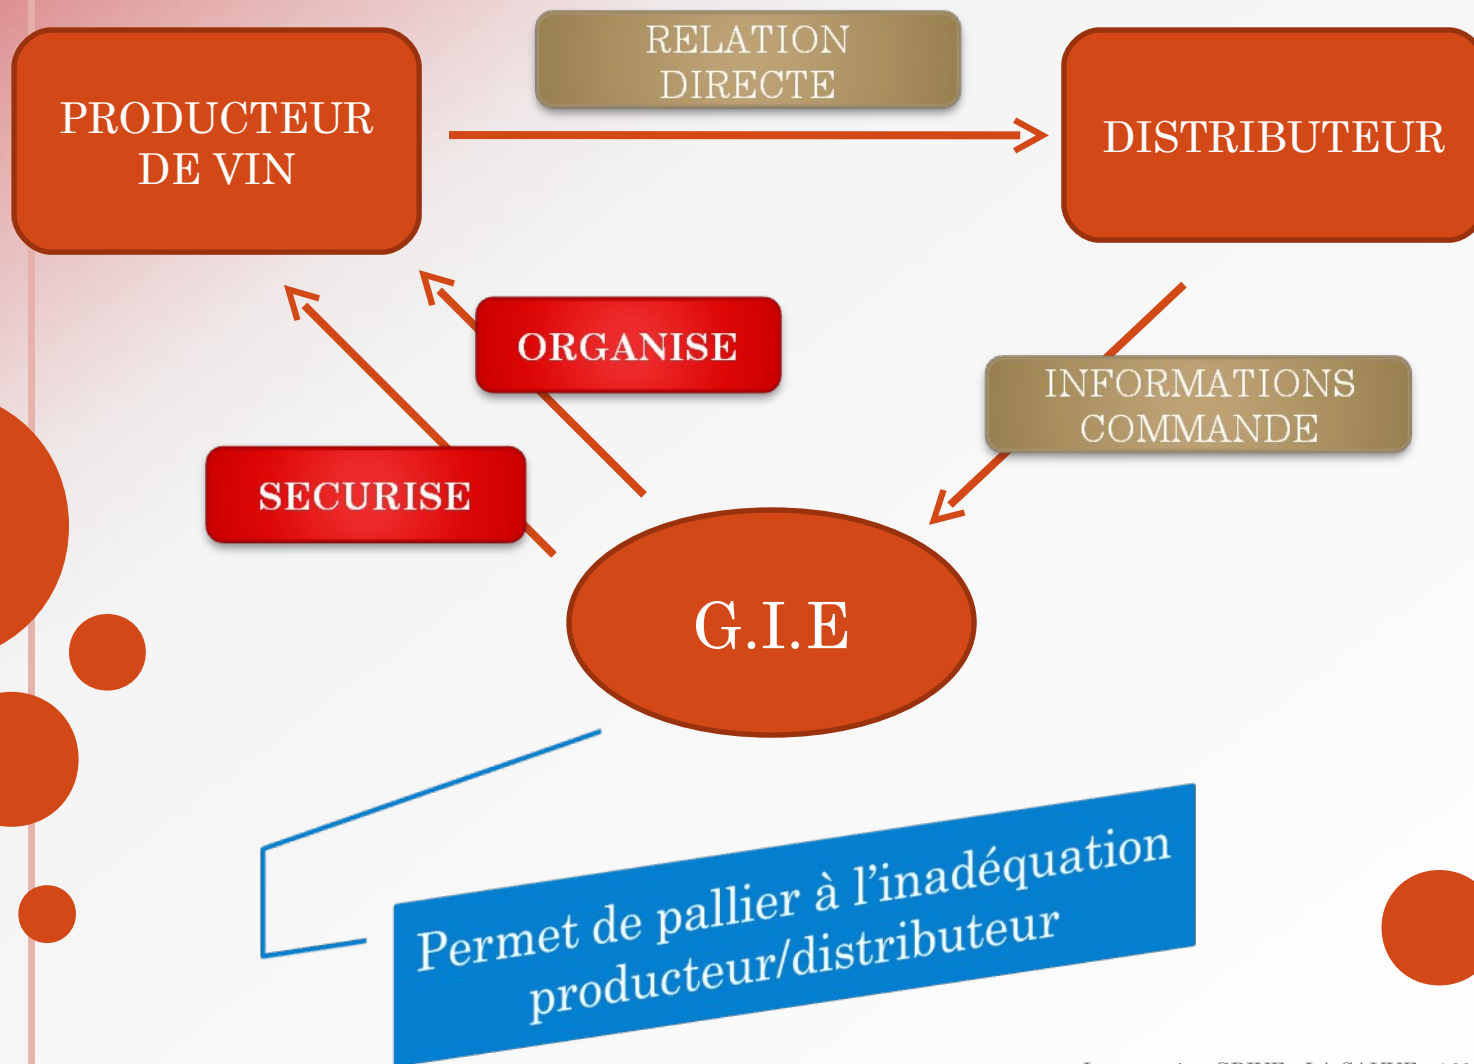 RELATION
DIRECTE
PRODUCTEUR
DE VIN
DISTRIBUTEUR
ORGANISE
INFORMATIONS
COMMANDE
SECURISE
G.I.E
Permet de pallier à l'inadéquation
producteur/distributeur